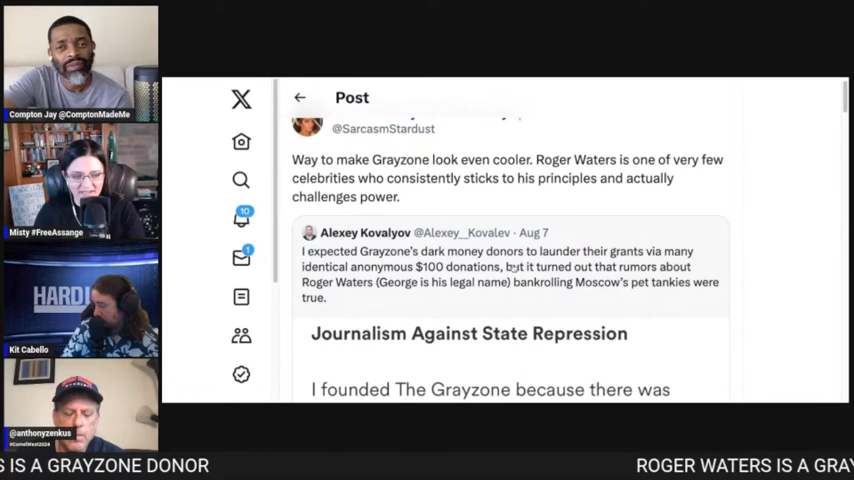 Compton Jay @ComptonMadeMe
Misty #FreeAssange
HARDL
Kit Cabello
@anthonyzenkus
#CornelWest2024
10
1
Post
@SarcasmStardust
Way to make Grayzone look even cooler. Roger Waters is one of very few
celebrities who consistently sticks to his principles and actually
challenges power.
Alexey Kovalyov @Alexey__Kovalev · Aug 7
I expected Grayzone's dark money donors to launder their grants via many
identical anonymous $100 donations, but it turned out that rumors about
Roger Waters (George is his legal name) bankrolling Moscow's pet tankies were
true.
Journalism Against State Repression
I founded The Grayzone because there was
S IS A GRAYZONE DONOR
ROGER WATERS IS A GRAY